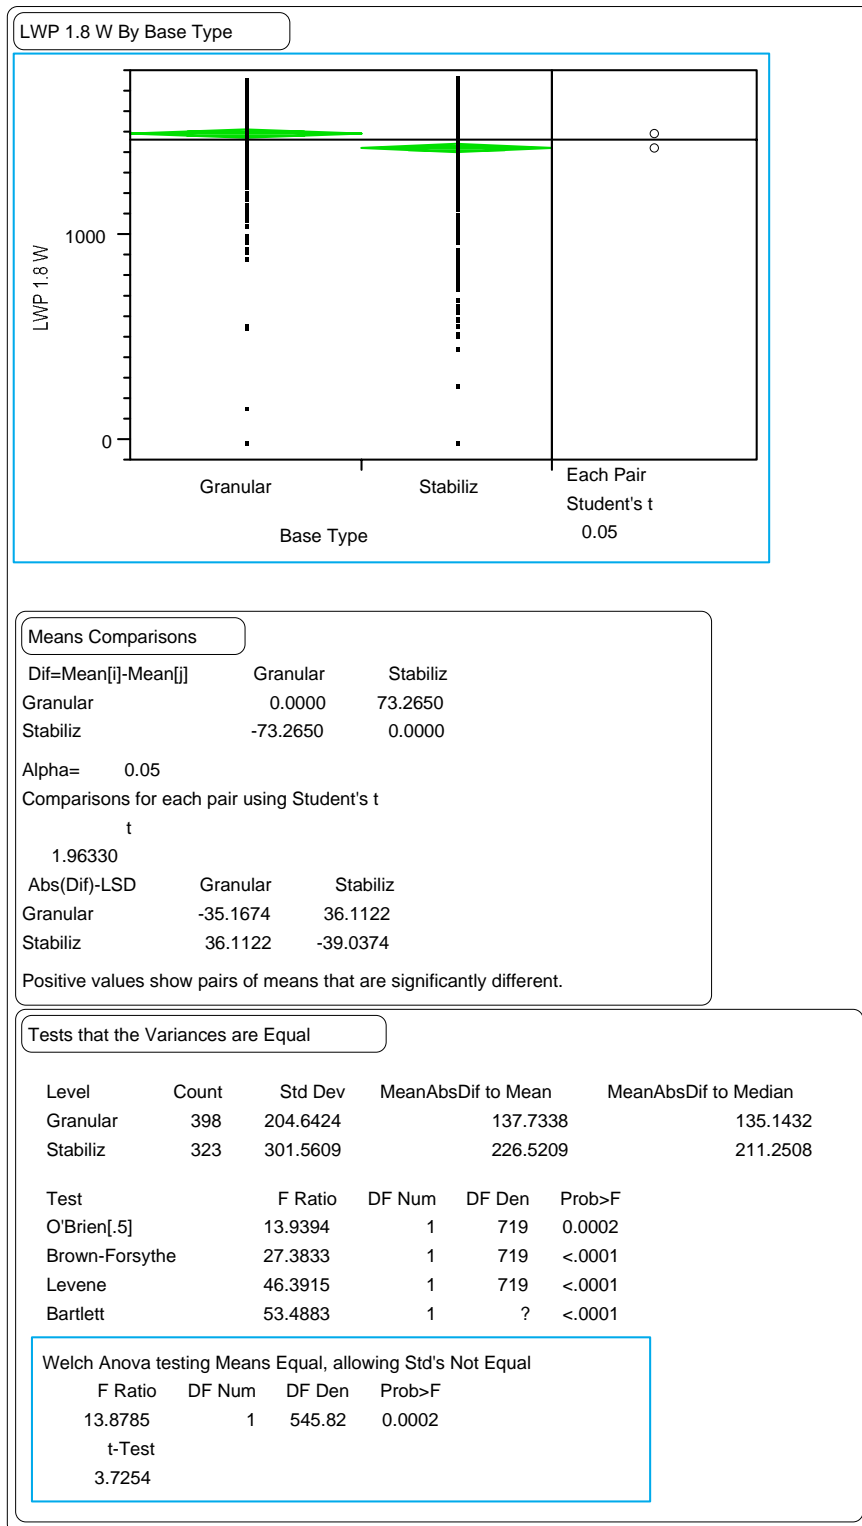 LWP 1.8 W By Base Type
LWP 1.8 W
1000
0
Granular Stabiliz
Each Pair
Student's t
0.05
Base Type
Means Comparisons
Dif=Mean[i]-Mean[j] Granular Stabiliz
Granular 0.0000 73.2650
Stabiliz -73.2650 0.0000
Alpha= 0.05
Comparisons for each pair using Student's t
t
1.96330
Abs(Dif)-LSD Granular Stabiliz
Granular -35.1674 36.1122
Stabiliz 36.1122 -39.0374
Positive values show pairs of means that are significantly different.
Tests that the Variances are Equal
Level Count Std Dev MeanAbsDif to Mean MeanAbsDif to Median
Granular 398 204.6424 137.7338 135.1432
Stabiliz 323 301.5609 226.5209 211.2508
Test F Ratio DF Num DF Den Prob>F
O'Brien[.5] 13.9394 1 719 0.0002
Brown-Forsythe 27.3833 1 719 <.0001
Levene 46.3915 1 719 <.0001
Bartlett 53.4883 1 ? <.0001
Welch Anova testing Means Equal, allowing Std's Not Equal
F Ratio DF Num DF Den Prob>F
13.8785 1 545.82 0.0002
t-Test
3.7254